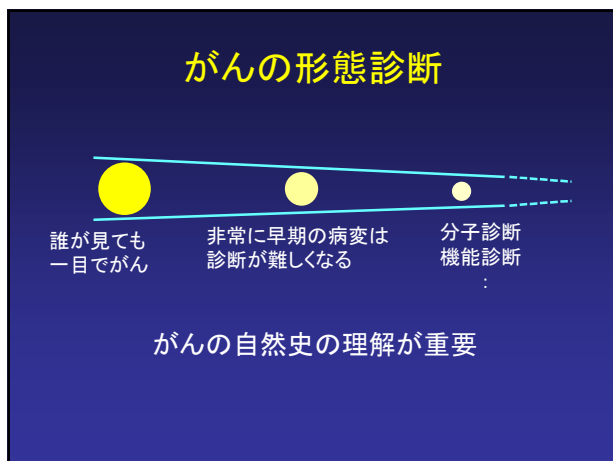 がんの形態診断
誰が見ても
一目でがん
非常に早期の病変は
診断が難しくなる
分子診断
機能診断
:
がんの自然史の理解が重要